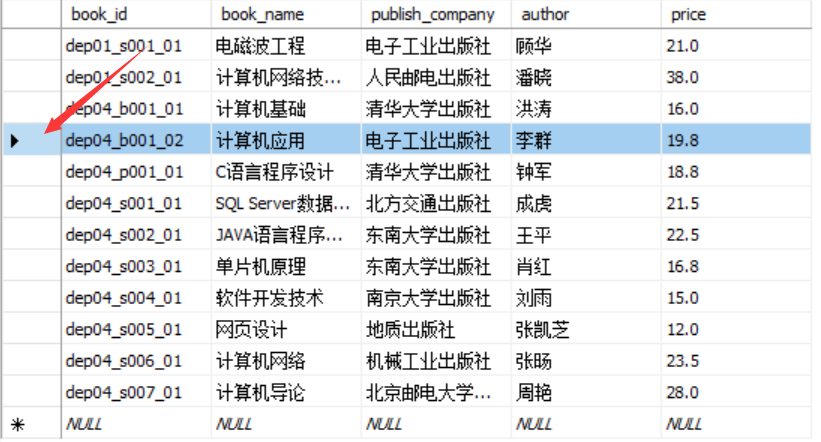 book_id book_name publish_company author price
dep01_s001_01 电磁波工程 电子工业出版社 顾华 21.0
dep01_s002_01 计算机网络技... 人民邮电出版社 潘晓 38.0
dep04_b001_01 计算机基础 清华大学出版社 洪涛 16.0
dep04_b001_02 计算机应用 电子工业出版社 李群 19.8
dep04_p001_01 C语言程序设计 清华大学出版社 钟军 18.8
dep04_s001_01 SQL Server数据... 北方交通出版社 成虎 21.5
dep04_s002_01 JAVA语言程序... 东南大学出版社 王平 22.5
dep04_s003_01 单片机原理 东南大学出版社 肖红 16.8
dep04_s004_01 软件开发技术 南京大学出版社 刘雨 15.0
dep04_s005_01 网页设计 地质出版社 张凯芝 12.0
dep04_s006_01 计算机网络 机械工业出版社 张旸 23.5
dep04_s007_01 计算机导论 北京邮电大学... 周艳 28.0
NULL NULL NULL NULL NULL